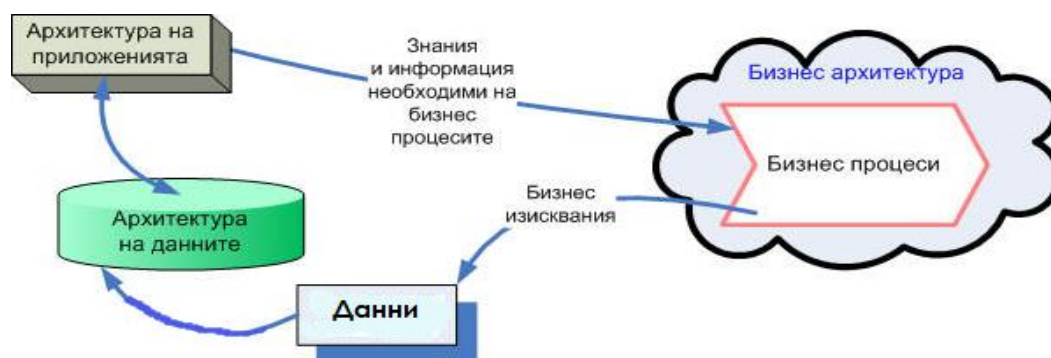 Архитектура на
приложенията
Знания
и информация
необходими на
бизнес
процесите
Бизнес архитектура
Бизнес процеси
Бизнес
изисквания
Архитектура
на данните
Данни